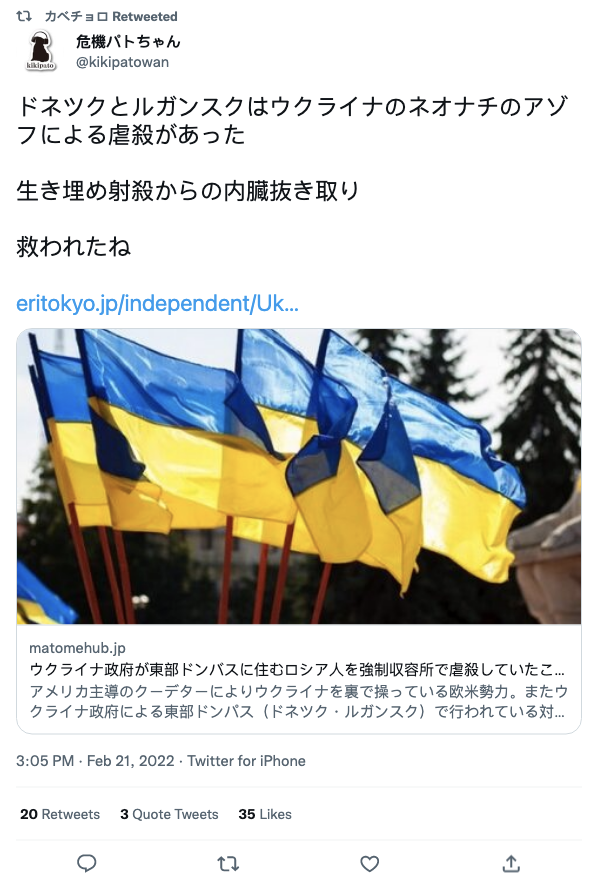 カベチョロ Retweeted
危機パトちゃん
kikipato
@kikipatowan
ドネツクとルガンスクはウクライナのネオナチのアゾ
フによる虐殺があった
生き埋め射殺からの内臓抜き取り
救われたね
eritokyo.jp/independent/Uk...
matomehub.jp
ウクライナ政府が東部ドンバスに住むロシア人を強制収容所で虐殺していたこ...
アメリカ主導のクーデターによりウクライナを裏で操っている欧米勢力。またウ
クライナ政府による東部ドンバス（ドネツク・ルガンスク）で行われている対...
3:05 PM · Feb 21, 2022 · Twitter for iPhone
20 Retweets 3 Quote Tweets 35 Likes